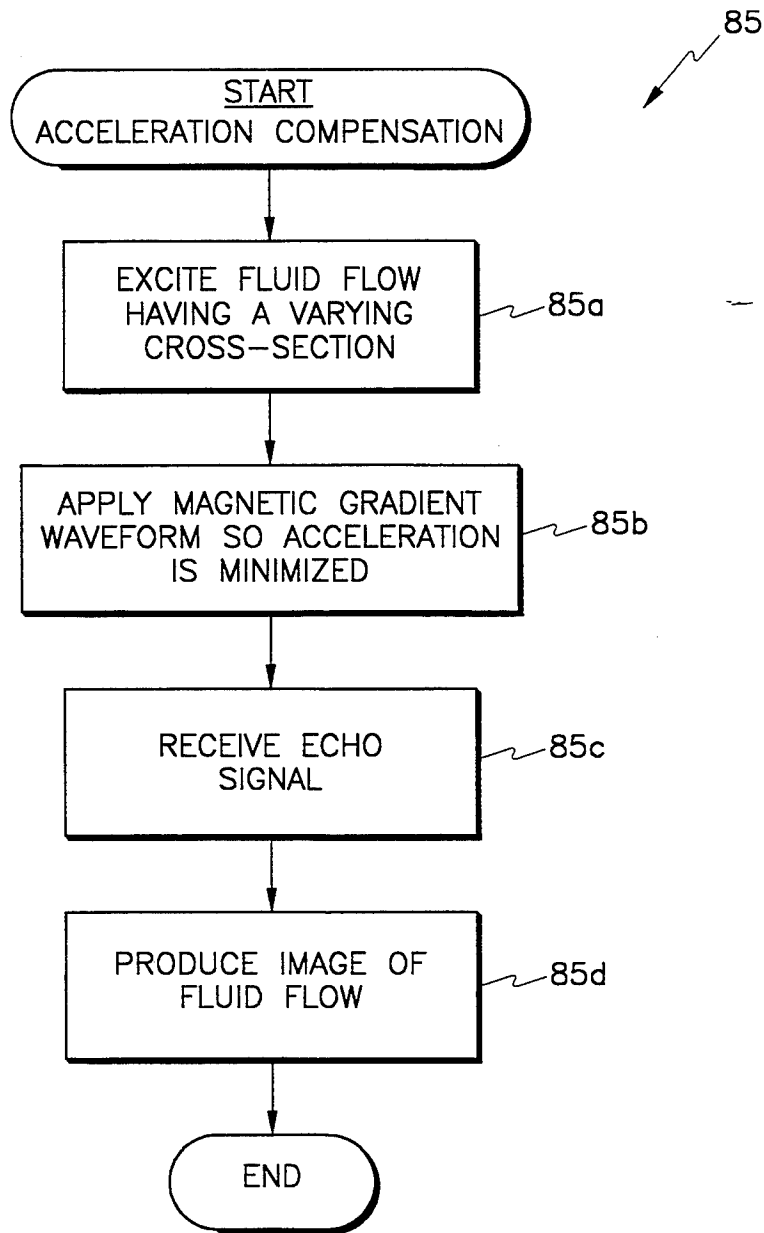 85
START
ACCELERATION COMPENSATION
EXCITE FLUID FLOW
HAVING A VARYING
CROSS-SECTION
85a
APPLY MAGNETIC GRADIENT
WAVEFORM SO ACCELERATION
IS MINIMIZED
85b
RECEIVE ECHO
SIGNAL
85c
PRODUCE IMAGE OF
FLUID FLOW
85d
END